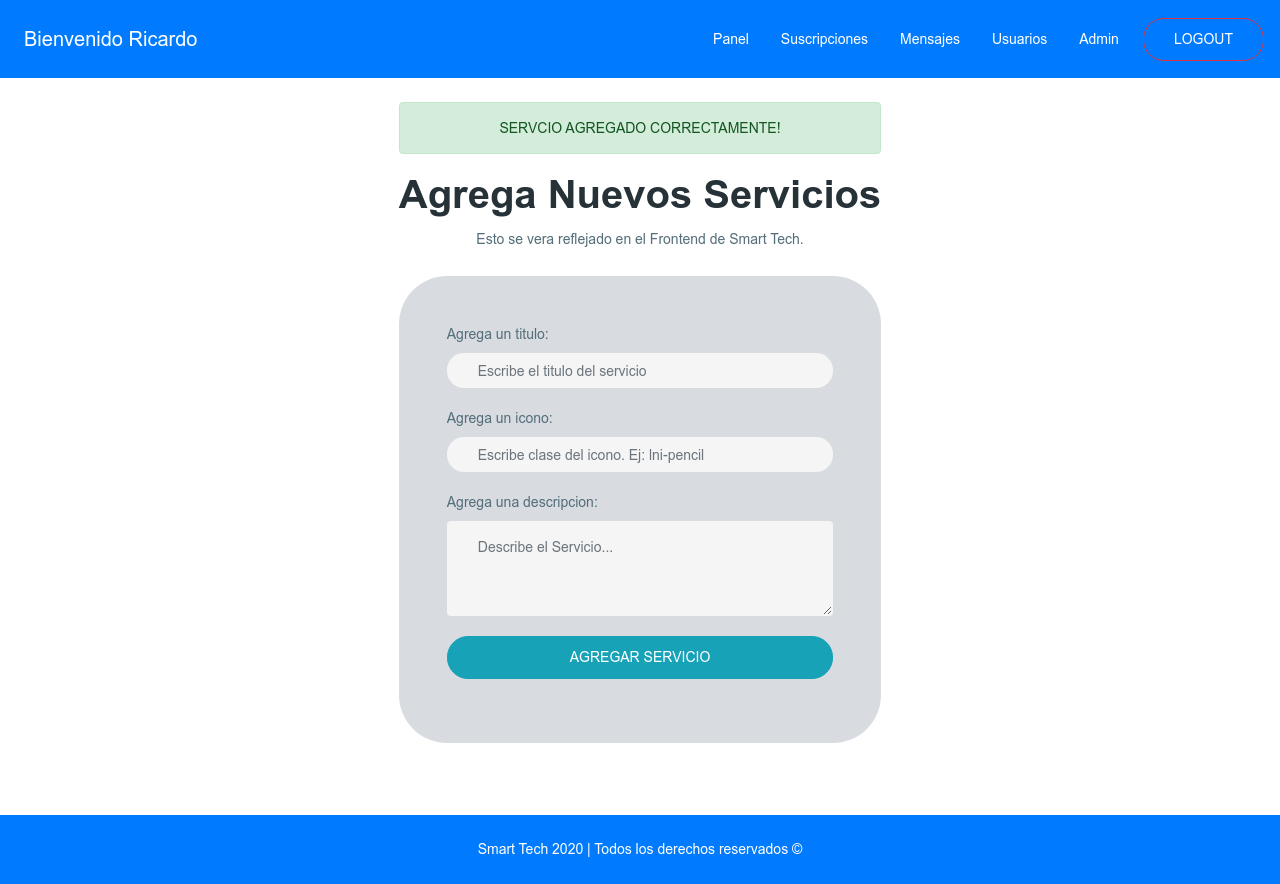 Bienvenido Ricardo
Panel
Suscripciones
Mensajes
Usuarios
Admin
LOGOUT
SERVCIO AGREGADO CORRECTAMENTE!
Agrega Nuevos Servicios
Esto se vera reflejado en el Frontend de Smart Tech.
Agrega un titulo:
Escribe el titulo del servicio
Agrega un icono:
Escribe clase del icono. Ej: lni-pencil
Agrega una descripcion:
Describe el Servicio...
AGREGAR SERVICIO
Smart Tech 2020 | Todos los derechos reservados ©